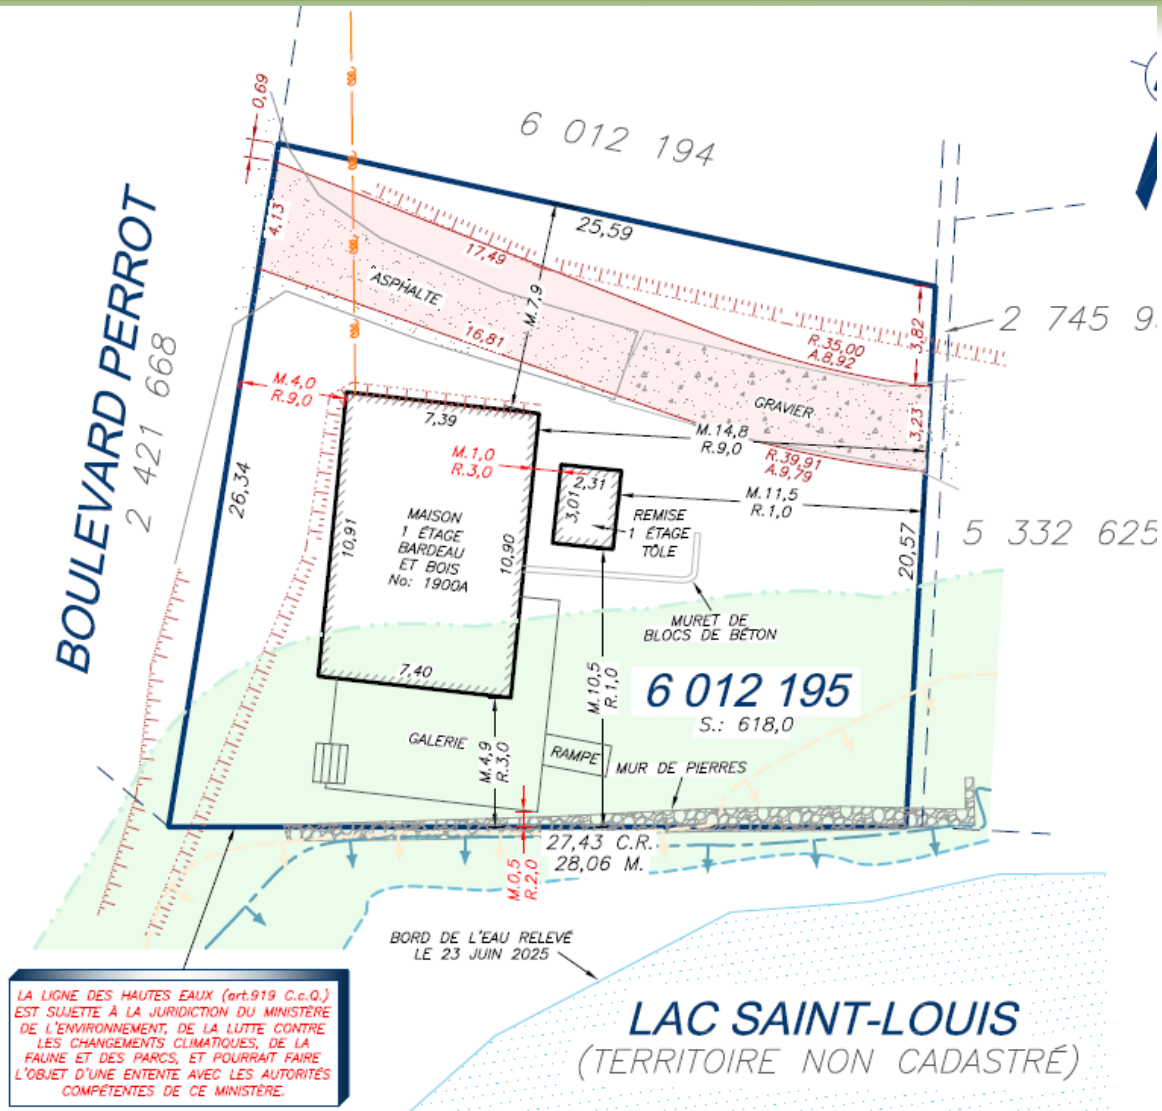 0,69
6 012 194
25,59
4,13
17,49
ASPHALTE
M.7,9
16,81
3,82
2 745 9
R.35,00
A.8,92
BOULEVARD PERROT
2 421 668
M.4,0
R.9,0
7,39
GRAVIER
3,23
M.14,8
R.9,0
M.1,0
R.3,0
R.39,91
A.9,79
2,31
3,01
M.11,5
R.1,0
26,34
MAISON
1 ÉTAGE
BARDEAU
ET BOIS
No: 1900A
10,91
10,90
REMISE
1 ÉTAGE
TÔLE
20,57
5 332 625
MURET DE
BLOCS DE BÉTON
7,40
M.10,5
R.1,0
6 012 195
S.: 618,0
GALERIE
M.4,9
R.3,0
RAMPE
MUR DE PIERRES
27,43 C.R.
28,06 M.
M.0,5
R.2,0
BORD DE L'EAU RELEVÉ
LE 23 JUIN 2025
LA LIGNE DES HAUTES EAUX (art.919 C.c.Q.)
EST SUJETTE À LA JURIDICTION DU MINISTÈRE
DE L'ENVIRONNEMENT, DE LA LUTTE CONTRE
LES CHANGEMENTS CLIMATIQUES, DE LA
FAUNE ET DES PARCS, ET POURRAIT FAIRE
L'OBJET D'UNE ENTENTE AVEC LES AUTORITÉS
COMPÉTENTES DE CE MINISTÈRE.
LAC SAINT-LOUIS
(TERRITOIRE NON CADASTRÉ)